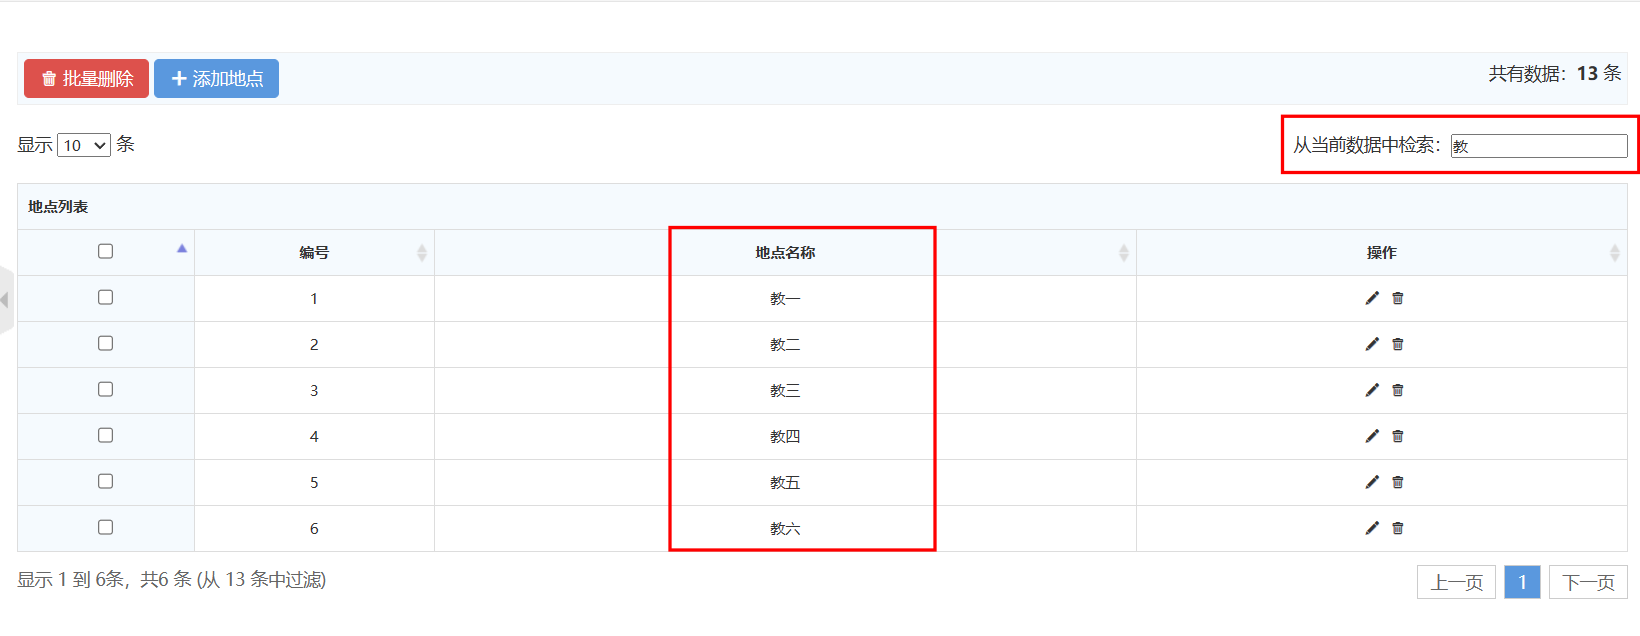 批量删除 添加地点 共有数据：13 条
显示 10 条 从当前数据中检索：教
地点列表
编号 地点名称 操作
1 教一
2 教二
3 教三
4 教四
5 教五
6 教六
显示 1 到 6条，共6 条 (从 13 条中过滤) 上一页 1 下一页